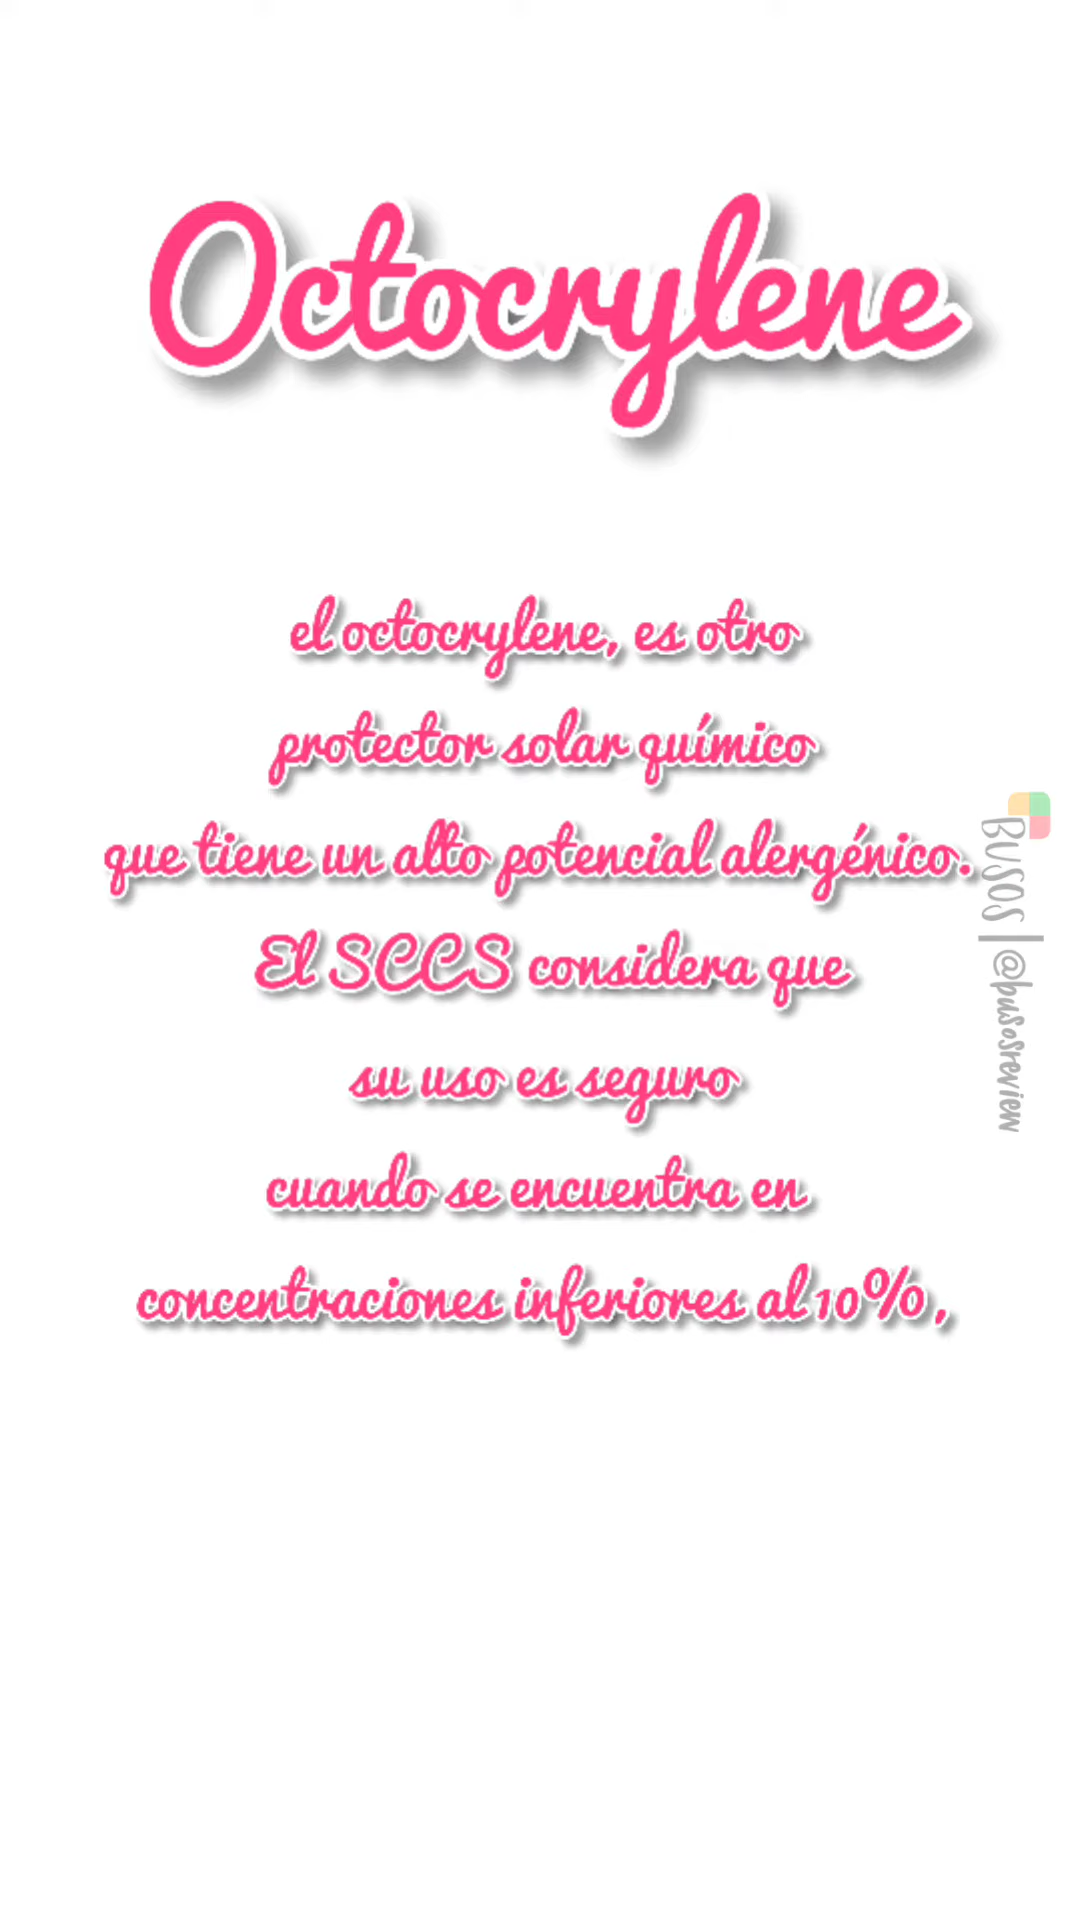 Octocrylene
el octocrylene, es otro
protector solar químico
que tiene un alto potencial alergénico.
El SCCS considera que
su uso es seguro
cuando se encuentra en
concentraciones inferiores al 10%,
BUSOS | @busosreview